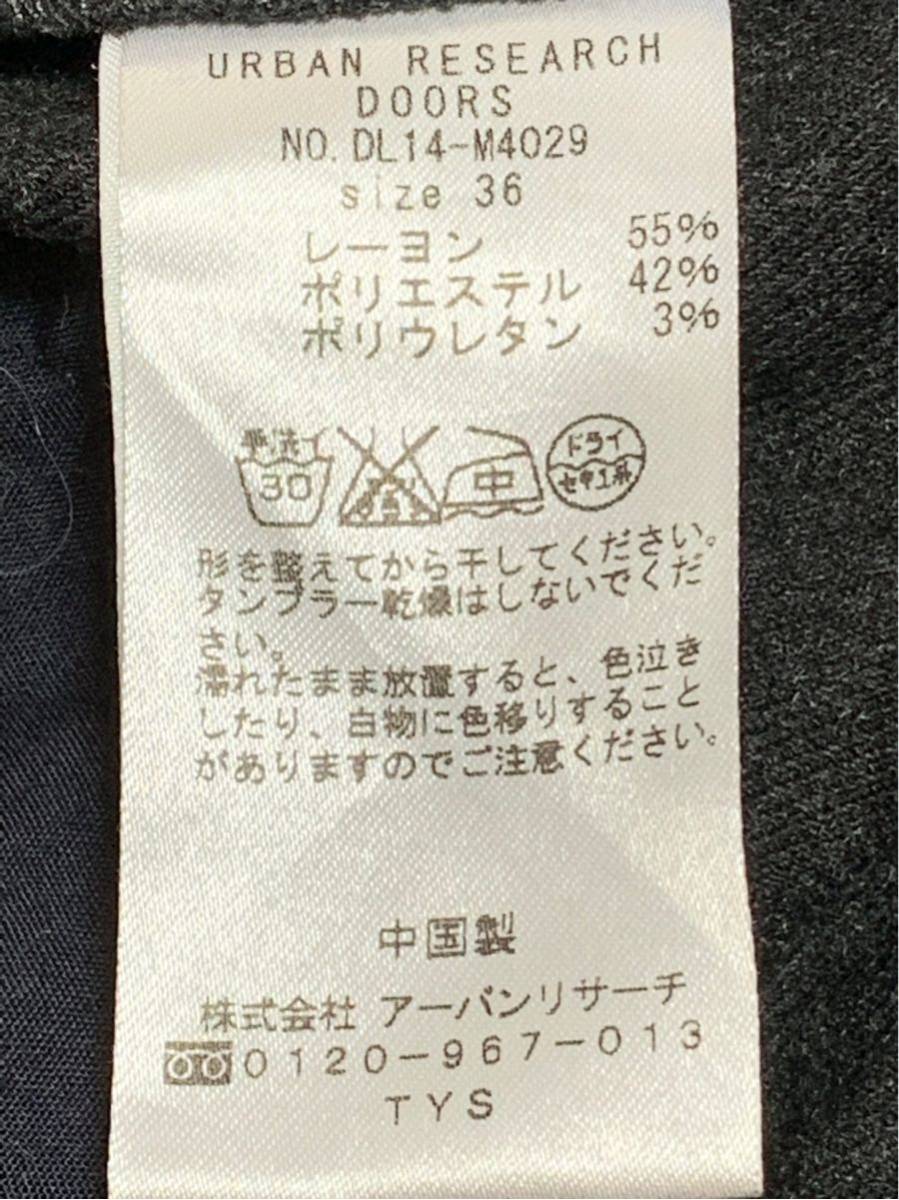 URBAN RESEARCH
DOORS
NO. DL14-M4029
size 36
レーヨン 55%
ポリエステル 42%
ポリウレタン 3%
手洗イ 30 中 ドライ セキユ系
形を整えてから干してください。
タンブラー乾燥はしないでくだ
さい。
濡れたまま放置すると、色泣き
したり、白物に色移りすること
がありますのでご注意ください。
中国製
株式会社 アーバンリサーチ
0120-967-013
TYS